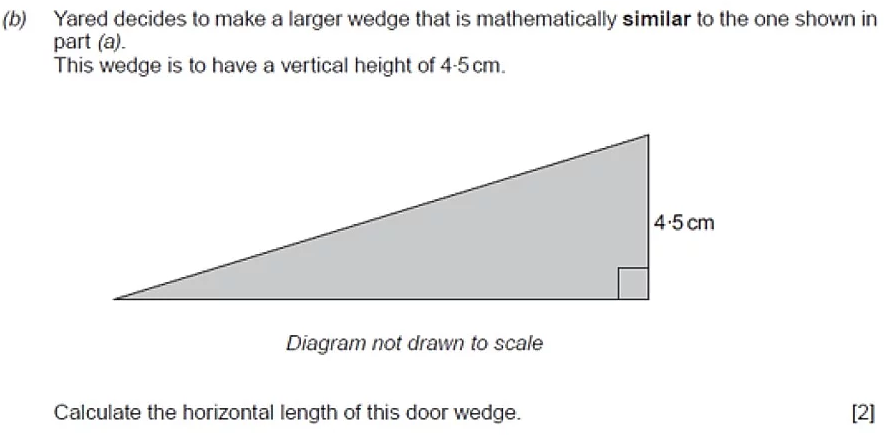 (b) Yared decides to make a larger wedge that is mathematically similar to the one shown in
part (a).
This wedge is to have a vertical height of 4·5 cm.
4·5 cm
Diagram not drawn to scale
Calculate the horizontal length of this door wedge. [2]